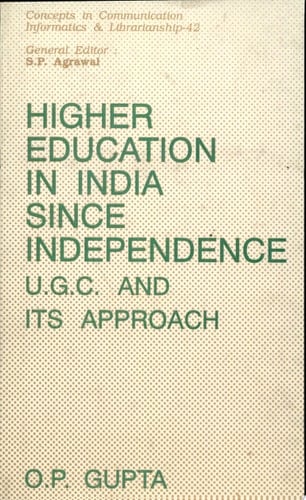 Concepts in Communication
Informatics & Librarianship-42
General Editor :
S.P. Agrawal
HIGHER
EDUCATION
IN INDIA
SINCE
INDEPENDENCE
U.G.C. AND
ITS APPROACH
O.P. GUPTA